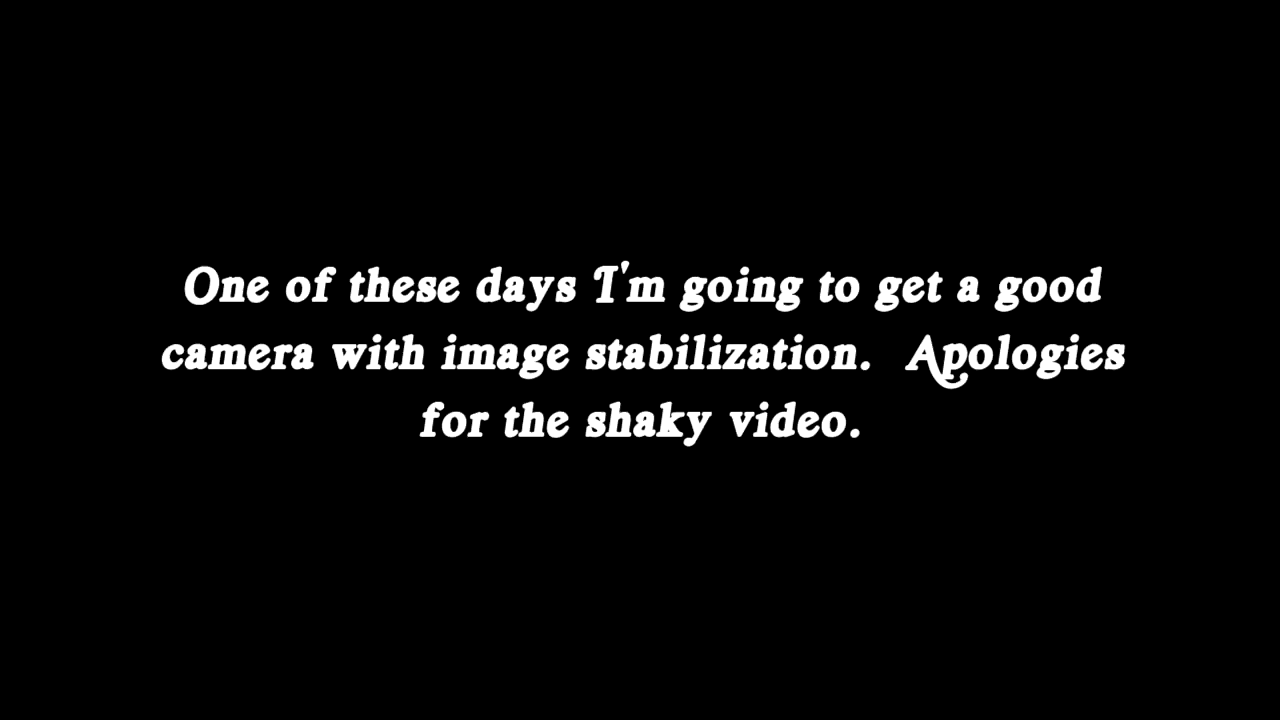 One of these days I'm going to get a good
camera with image stabilization.  Apologies
for the shaky video.